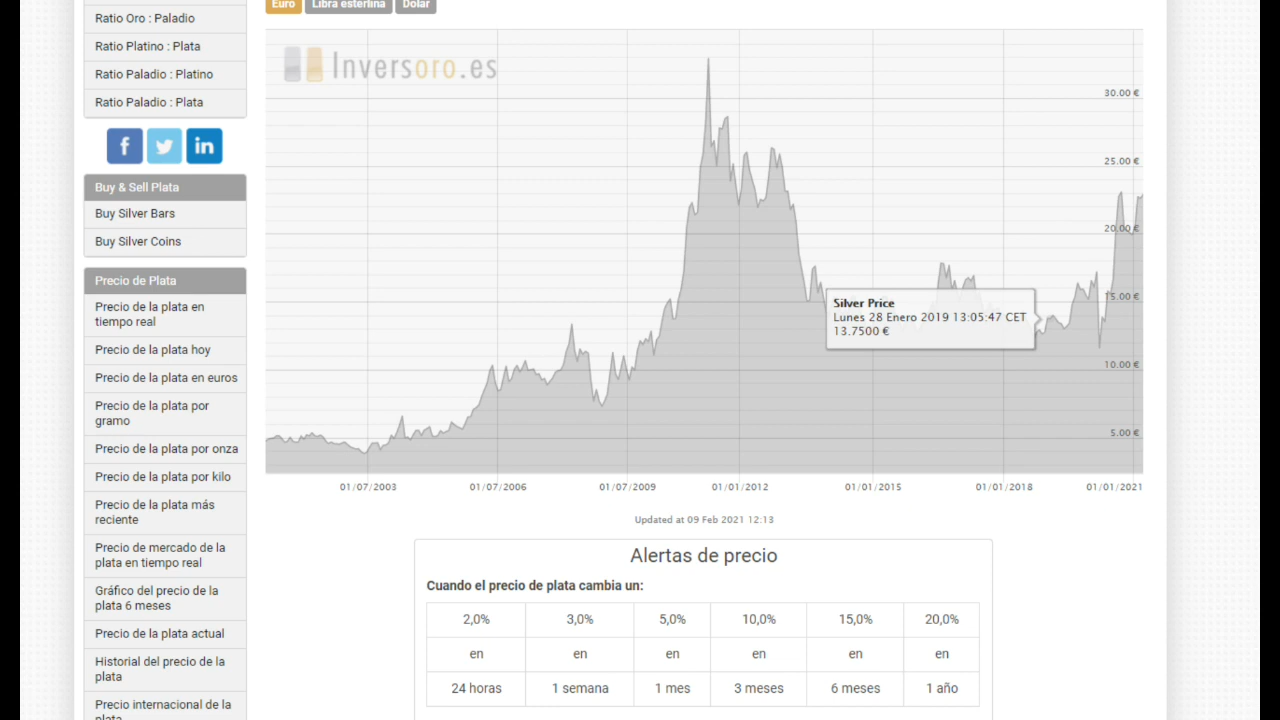 Euro
Libra esterlina
Dólar
Ratio Oro : Paladio
Ratio Platino : Plata
Ratio Paladio : Platino
Ratio Paladio : Plata
f
in
Buy & Sell Plata
Buy Silver Bars
Buy Silver Coins
Precio de Plata
Precio de la plata en
tiempo real
Precio de la plata hoy
Precio de la plata en euros
Precio de la plata por
gramo
Precio de la plata por onza
Precio de la plata por kilo
Precio de la plata más
reciente
Precio de mercado de la
plata en tiempo real
Gráfico del precio de la
plata 6 meses
Precio de la plata actual
Historial del precio de la
plata
Precio internacional de la
plata
Inversoro.es
30.00 €
25.00 €
20.00 €
15.00 €
10.00 €
5.00 €
Silver Price
Lunes 28 Enero 2019 13:05:47 CET
13.7500 €
01/07/2003
01/07/2006
01/07/2009
01/01/2012
01/01/2015
01/01/2018
01/01/2021
Updated at 09 Feb 2021 12:13
Alertas de precio
Cuando el precio de plata cambia un:
2,0% 3,0% 5,0% 10,0% 15,0% 20,0%
en en en en en en
24 horas 1 semana 1 mes 3 meses 6 meses 1 año